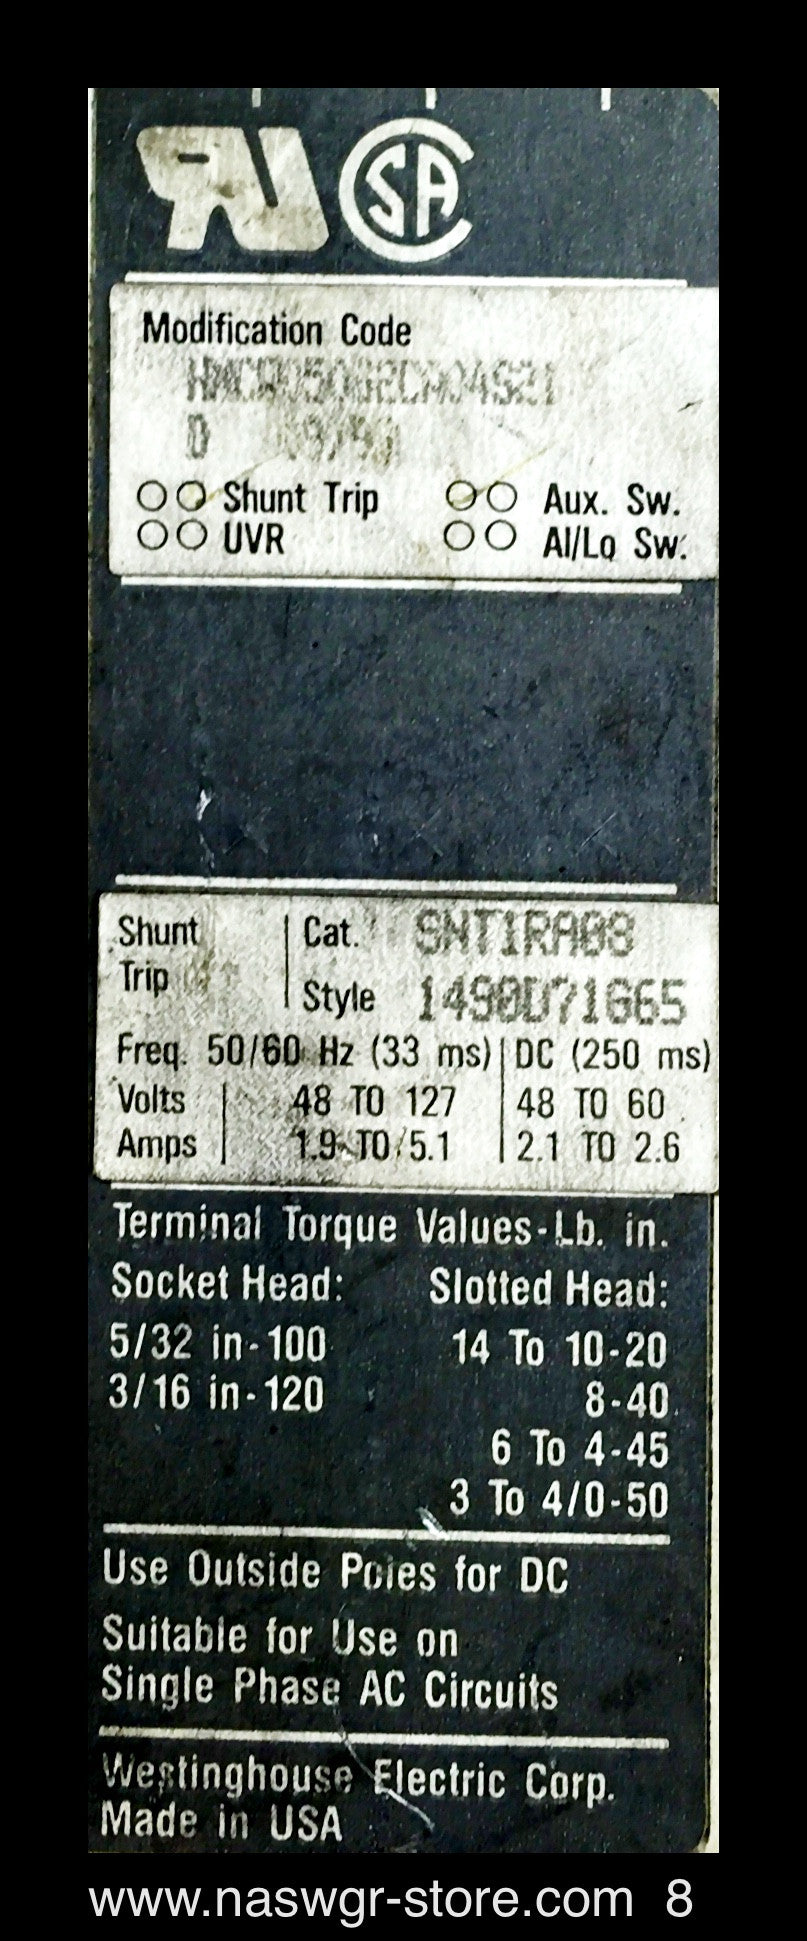 Modification Code
Shunt Trip Aux. Sw.
UVR Al/Lo Sw.
Shunt Trip
Cat. SNT1RA08
Style 1490D71G65
Freq. 50/60 Hz (33 ms) DC (250 ms)
Volts 48 TO 127 48 TO 60
Amps 1.9 TO 5.1 2.1 TO 2.6
Terminal Torque Values-Lb. in.
Socket Head: Slotted Head:
5/32 in-100 14 To 10-20
3/16 in-120 8-40
6 To 4-45
3 To 4/0-50
Use Outside Poles for DC
Suitable for Use on
Single Phase AC Circuits
Westinghouse Electric Corp.
Made in USA
www.naswgr-store.com 8